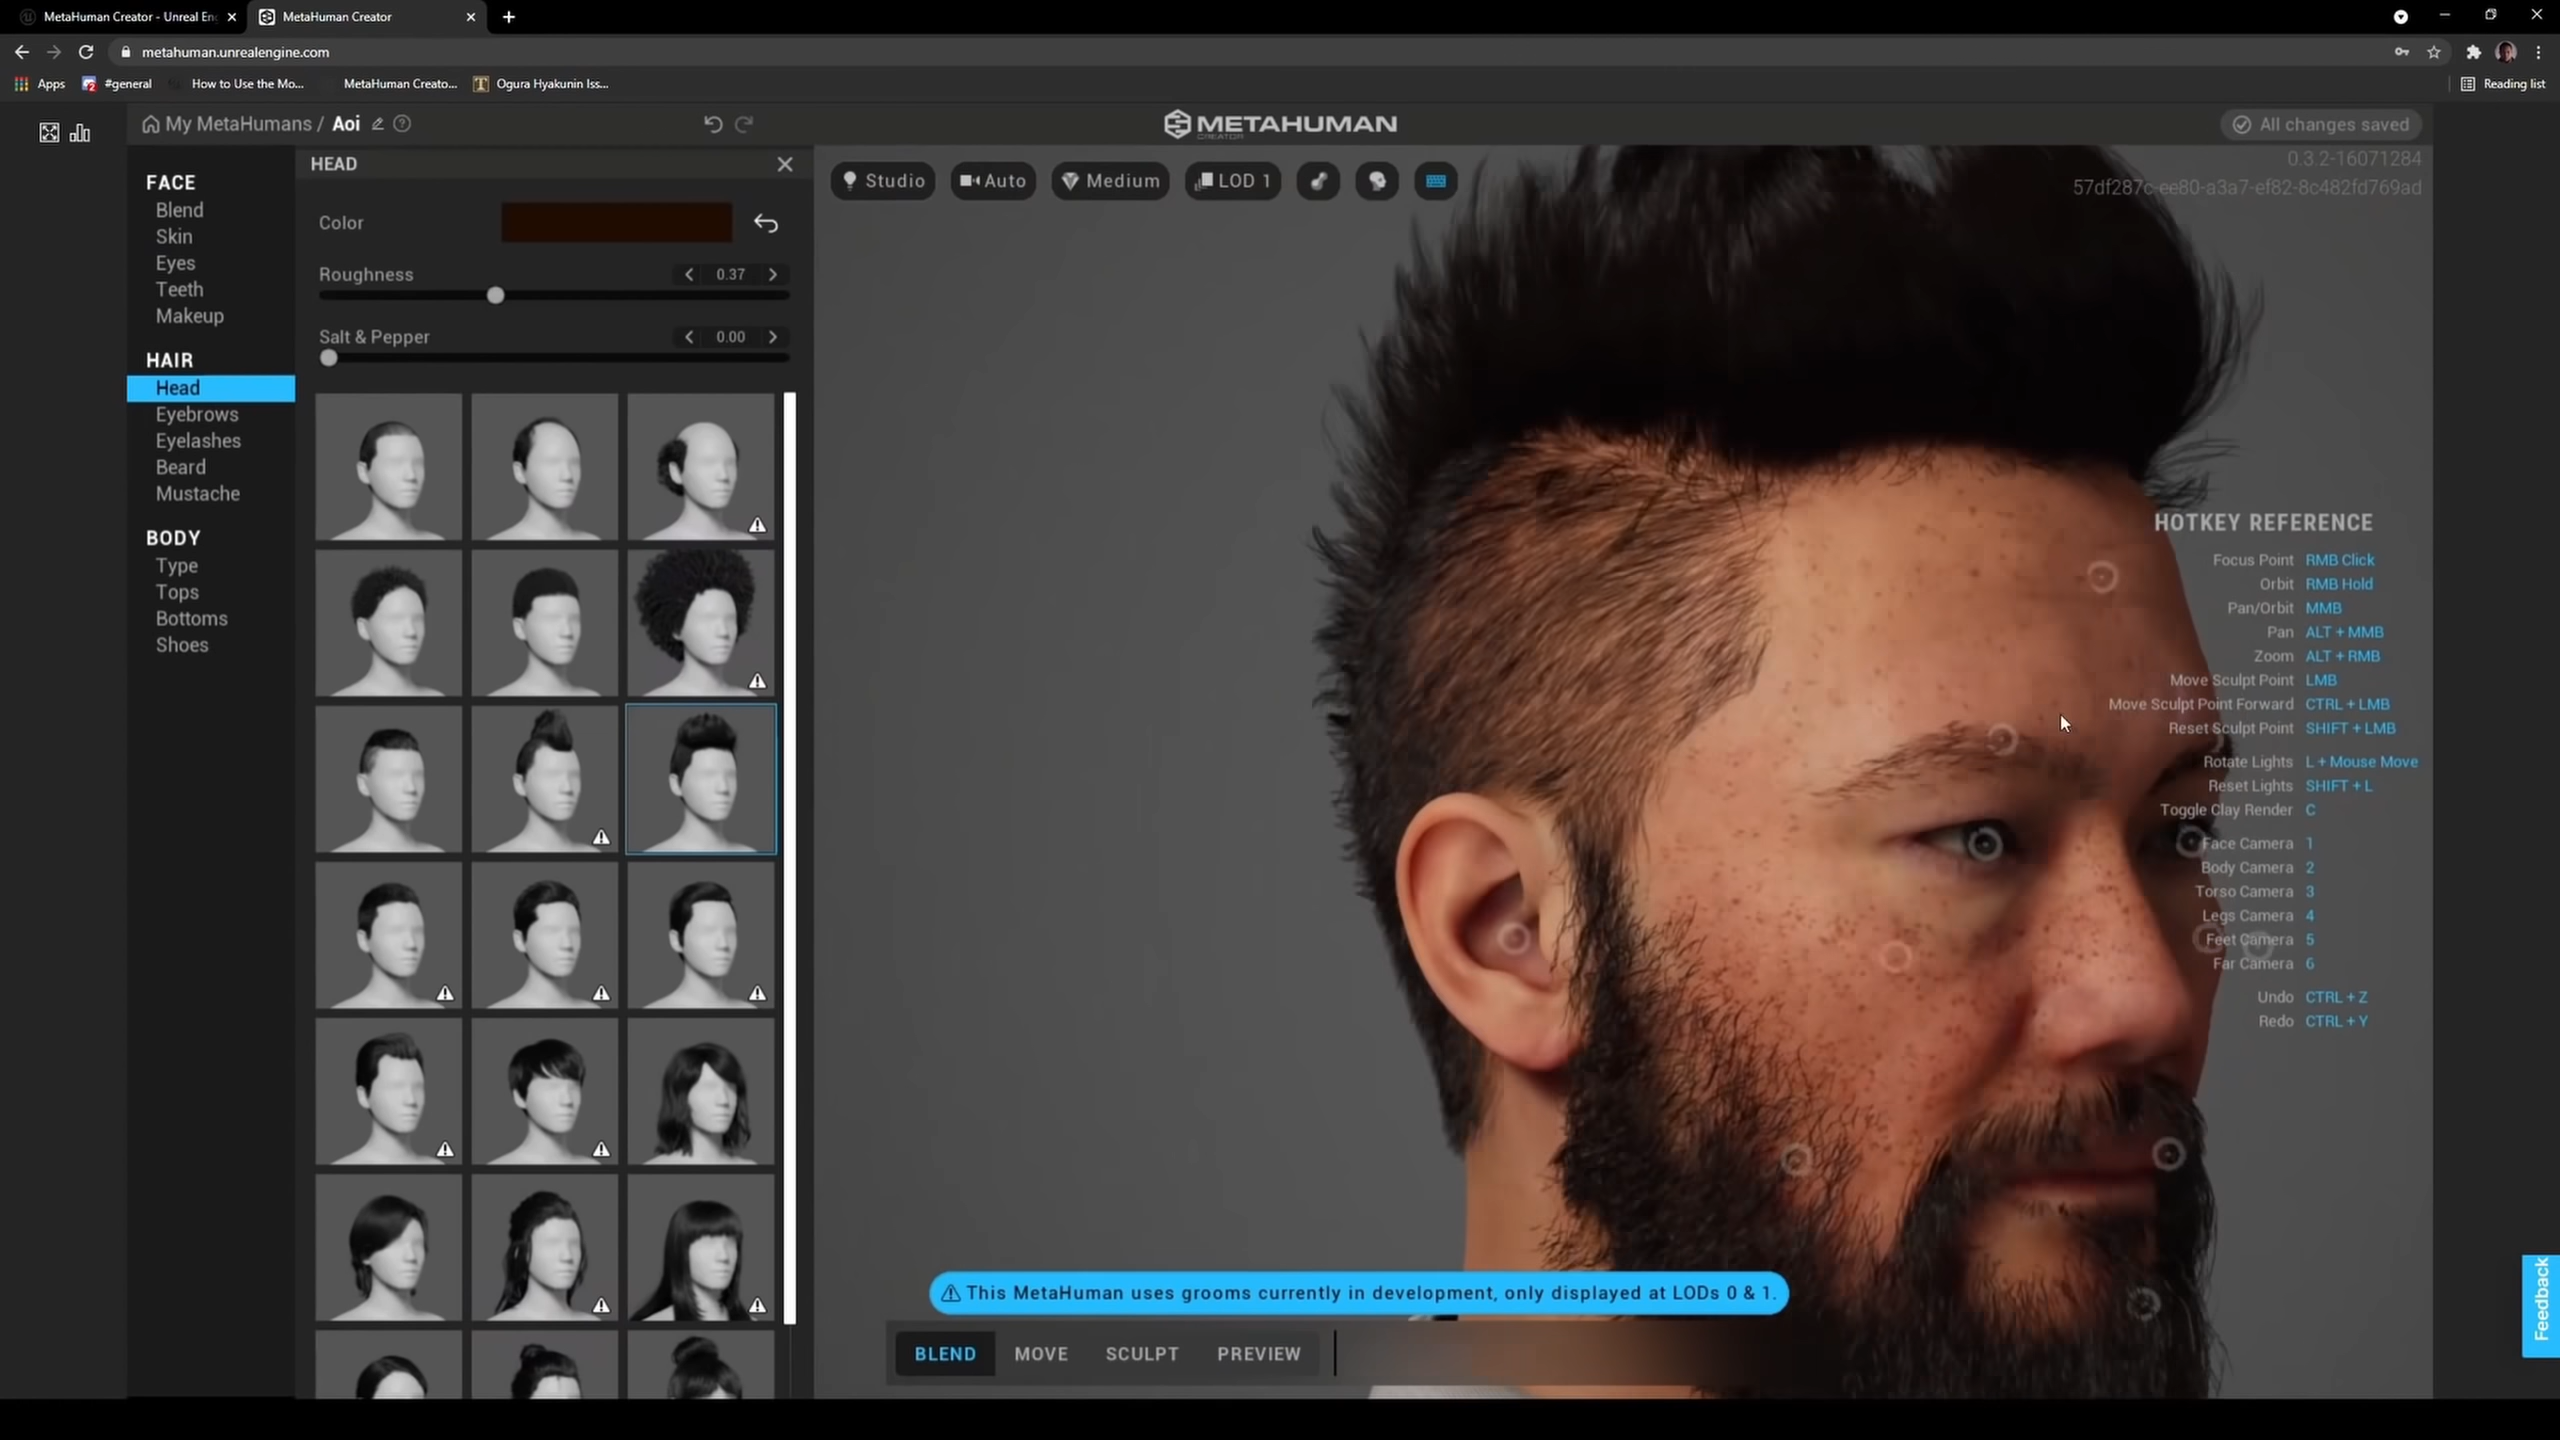 MetaHuman Creator - Unreal En
MetaHuman Creator
metahuman.unrealengine.com
Apps
#general
How to Use the Mo...
MetaHuman Creato...
Ogura Hyakunin Iss...
Reading list
My MetaHumans / Aoi
METAHUMAN
CREATOR
All changes saved
FACE
Blend
Skin
Eyes
Teeth
Makeup
HAIR
Head
Eyebrows
Eyelashes
Beard
Mustache
BODY
Type
Tops
Bottoms
Shoes
HEAD
Color
Roughness
0.37
Salt & Pepper
0.00
Studio
Auto
Medium
LOD 1
0.3.2-16071284
57df287c-ee80-a3a7-ef82-8c482fd769ad
HOTKEY REFERENCE
Focus Point RMB Click
Orbit RMB Hold
Pan/Orbit MMB
Pan ALT + MMB
Zoom ALT + RMB
Move Sculpt Point LMB
Move Sculpt Point Forward CTRL + LMB
Reset Sculpt Point SHIFT + LMB
Rotate Lights L + Mouse Move
Reset Lights SHIFT + L
Toggle Clay Render C
Face Camera 1
Body Camera 2
Torso Camera 3
Legs Camera 4
Feet Camera 5
Far Camera 6
Undo CTRL + Z
Redo CTRL + Y
This MetaHuman uses grooms currently in development, only displayed at LODs 0 & 1.
BLEND
MOVE
SCULPT
PREVIEW
Feedback